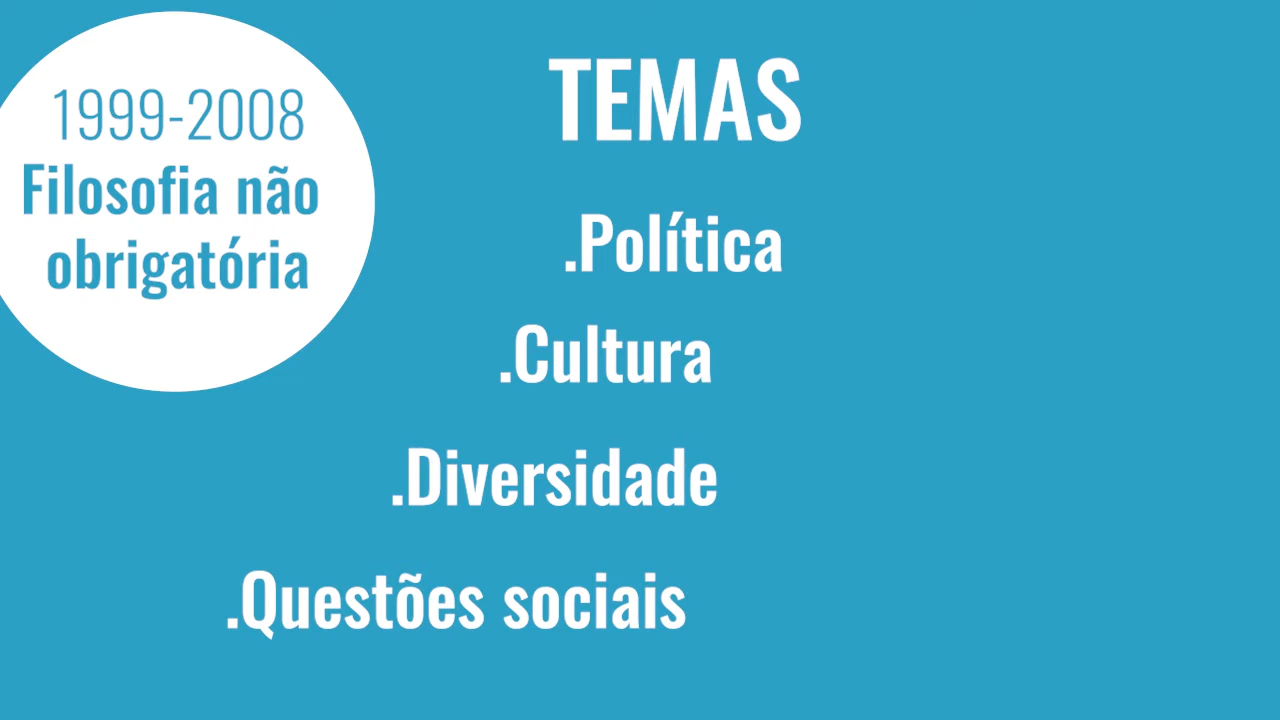 1999-2008
Filosofia não
obrigatória
TEMAS
.Política
.Cultura
.Diversidade
.Questões sociais